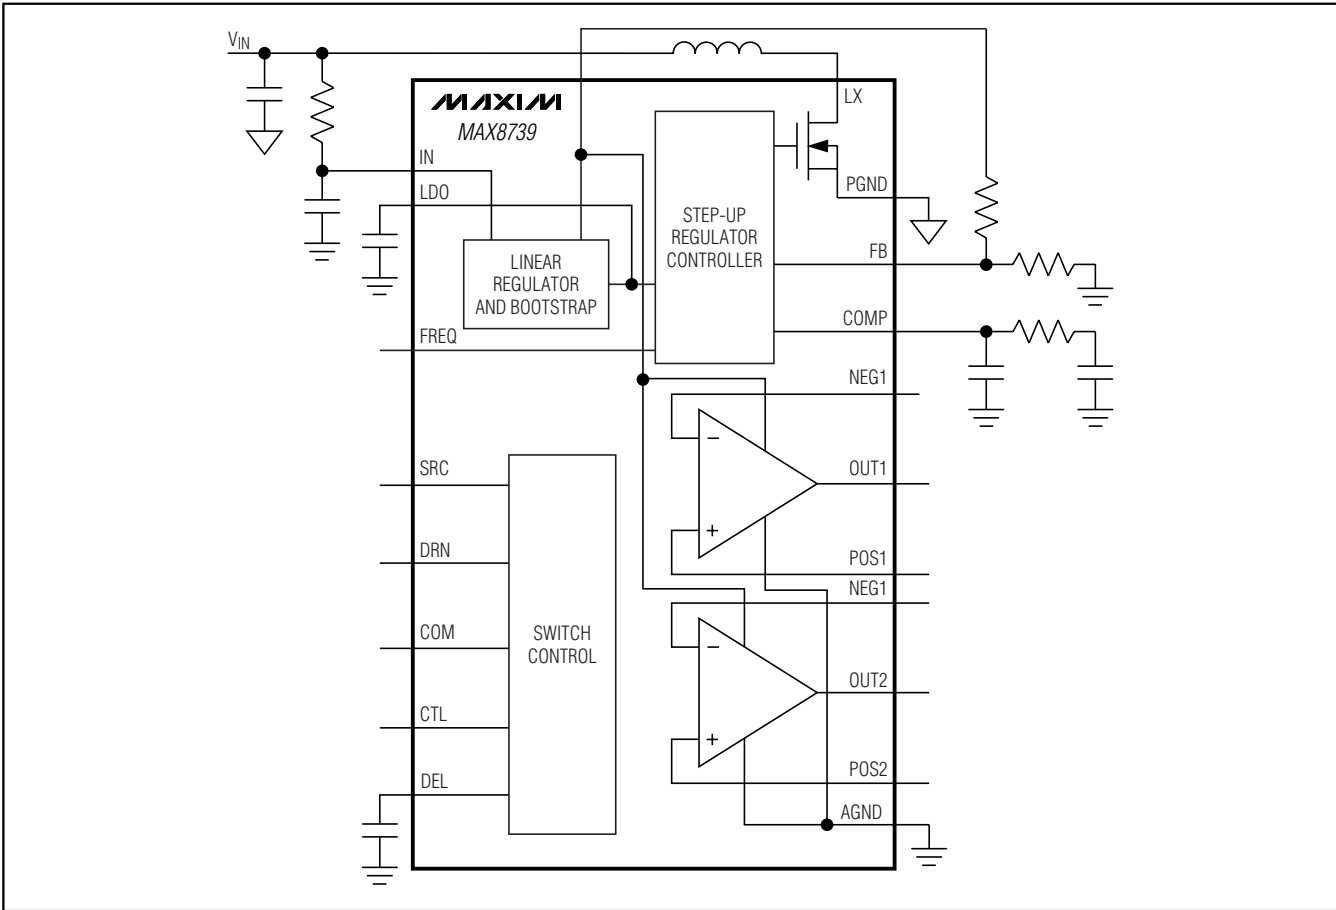 VIN
MAXIM
MAX8739
LX
IN
LDO
PGND
STEP-UP
REGULATOR
CONTROLLER
FB
LINEAR
REGULATOR
AND BOOTSTRAP
COMP
FREQ
NEG1
−
SRC
OUT1
+
DRN
POS1
NEG1
COM
SWITCH
CONTROL
−
OUT2
CTL
+
POS2
DEL
AGND